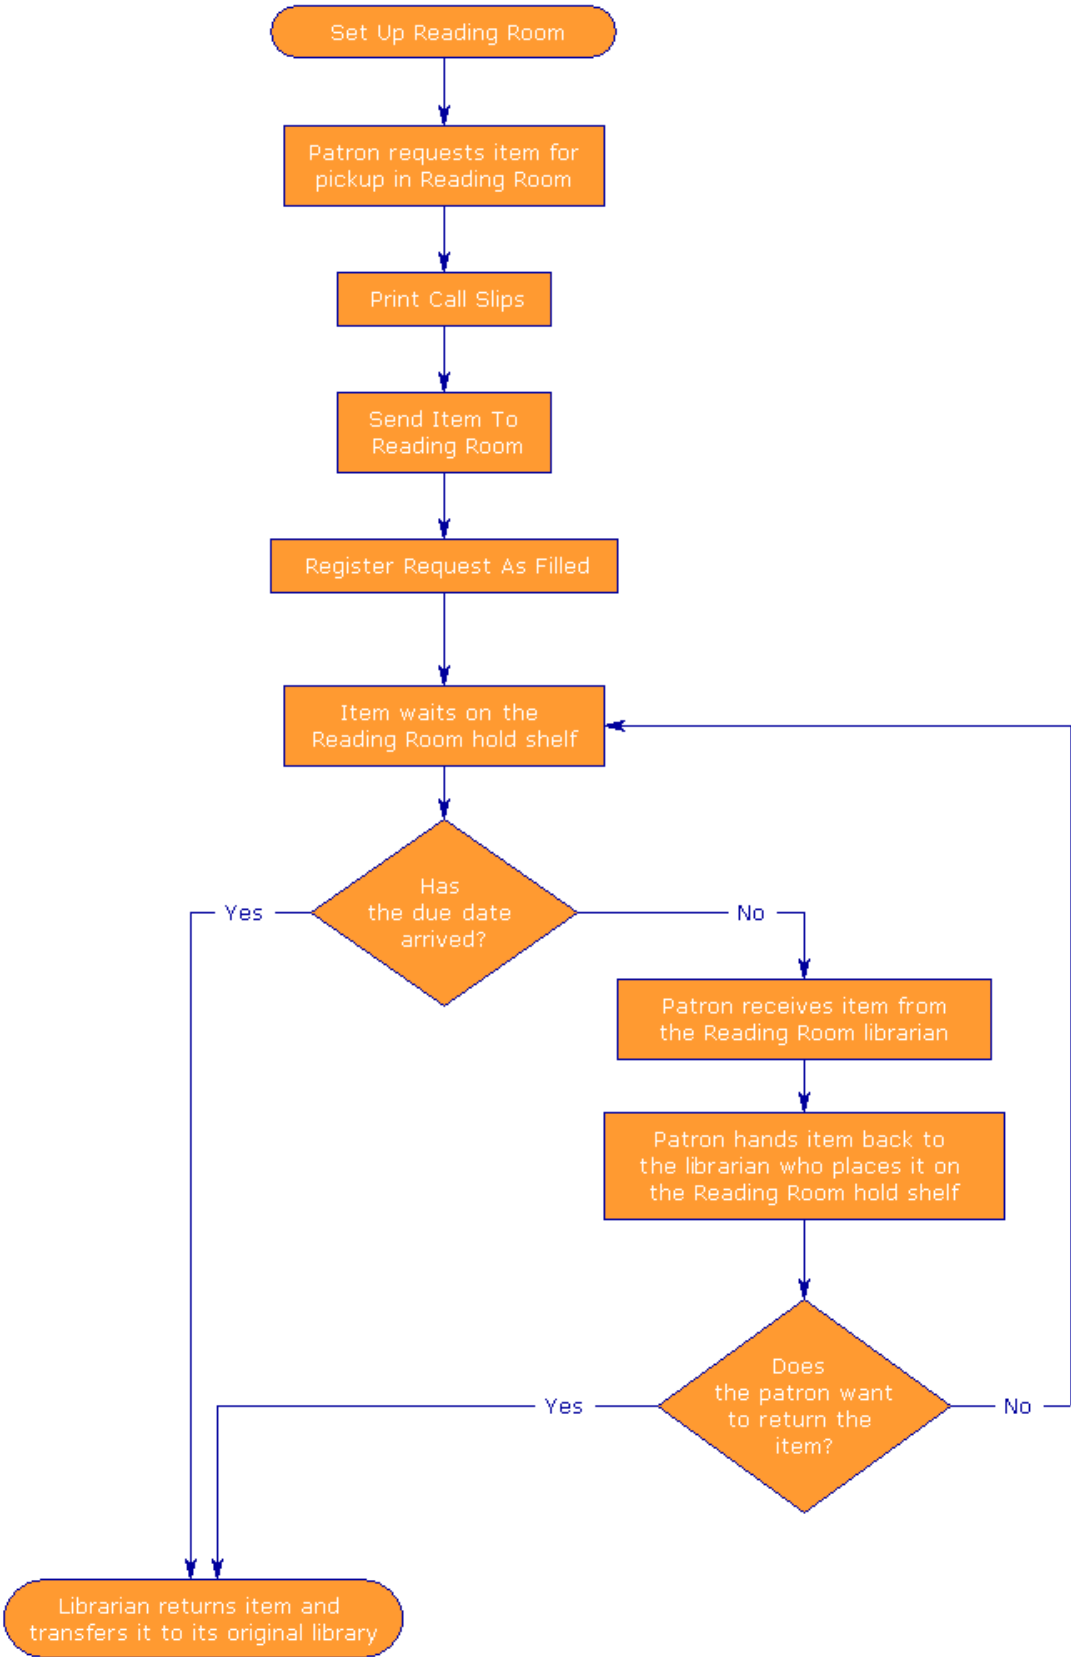 Set Up Reading Room
Patron requests item for
pickup in Reading Room
Print Call Slips
Send Item To
Reading Room
Register Request As Filled
Item waits on the
Reading Room hold shelf
Has
the due date
arrived?
Yes
No
Patron receives item from
the Reading Room librarian
Patron hands item back to
the librarian who places it on
the Reading Room hold shelf
Does
the patron want
to return the
item?
Yes
No
Librarian returns item and
transfers it to its original library